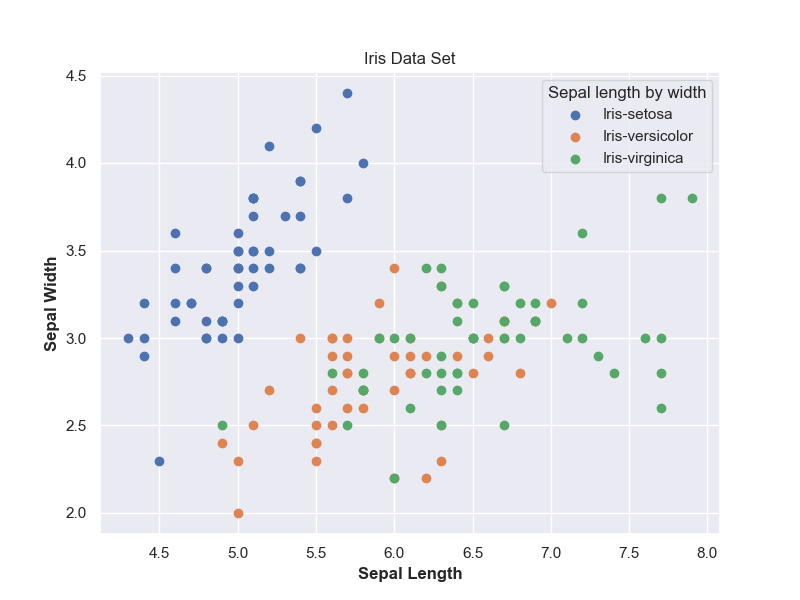 Iris Data Set
Sepal length by width
Iris-setosa
Iris-versicolor
Iris-virginica
4.5
4.0
3.5
3.0
2.5
2.0
Sepal Width
4.5 5.0 5.5 6.0 6.5 7.0 7.5 8.0
Sepal Length